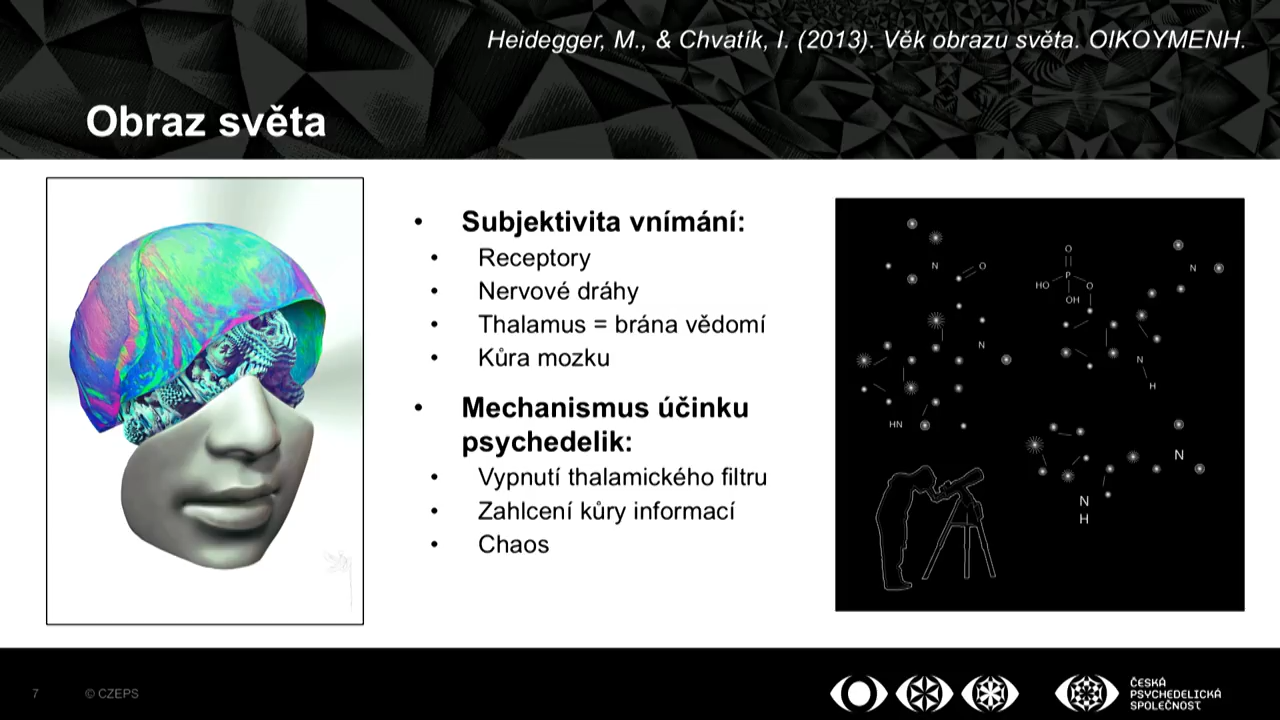 Heidegger, M., & Chvatík, I. (2013). Věk obrazu světa. OIKOYMENH.
Obraz světa
• Subjektivita vnímání:
• Receptory
• Nervové dráhy
• Thalamus = brána vědomí
• Kůra mozku
• Mechanismus účinku
psychedelik:
• Vypnutí thalamického filtru
• Zahlcení kůry informací
• Chaos
N
O
HN
N
O
HO
P
O
OH
N
N
H
N
N
H
7
© CZEPS
ČESKÁ
PSYCHEDELICKÁ
SPOLEČNOST